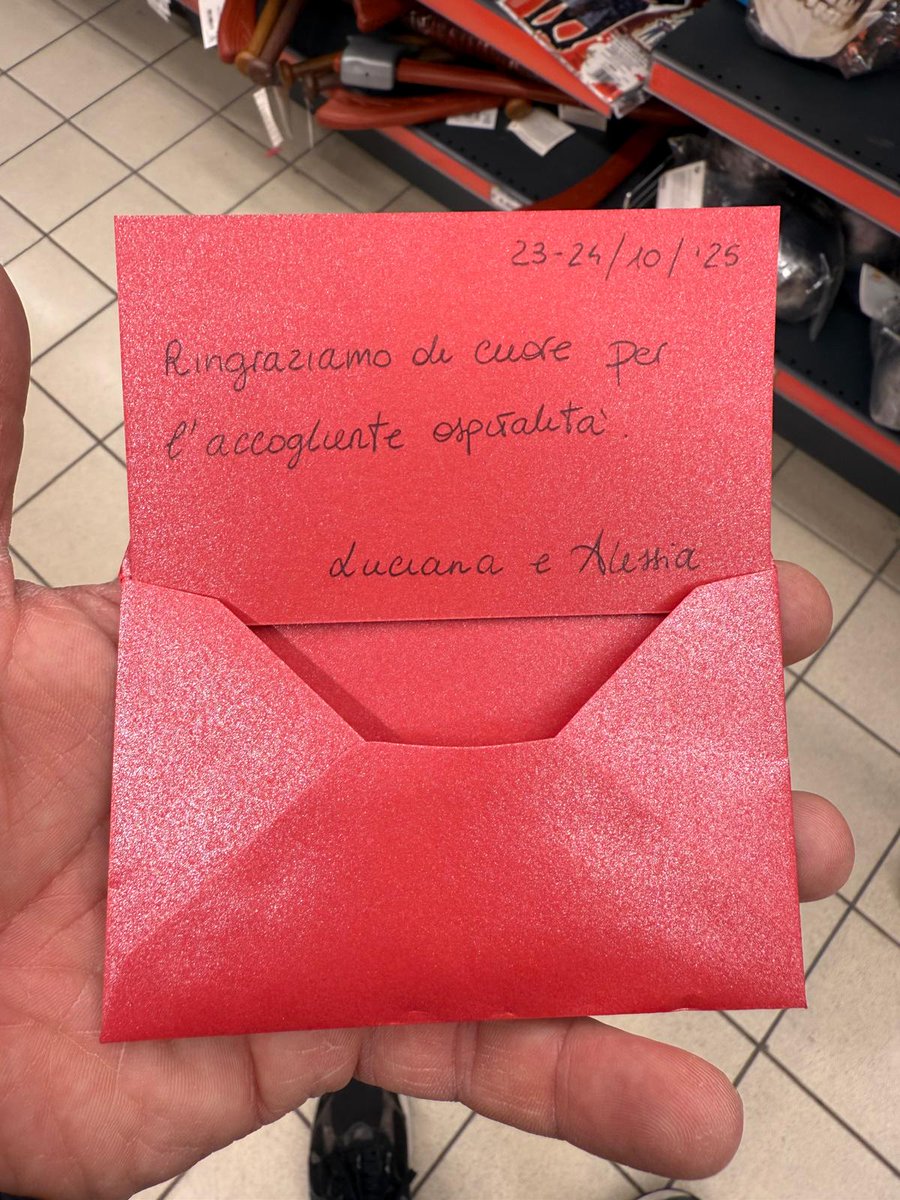 23-24/10/'25
Ringraziamo di cuore per
l'accogliente ospitalità.
Luciana e Alessia